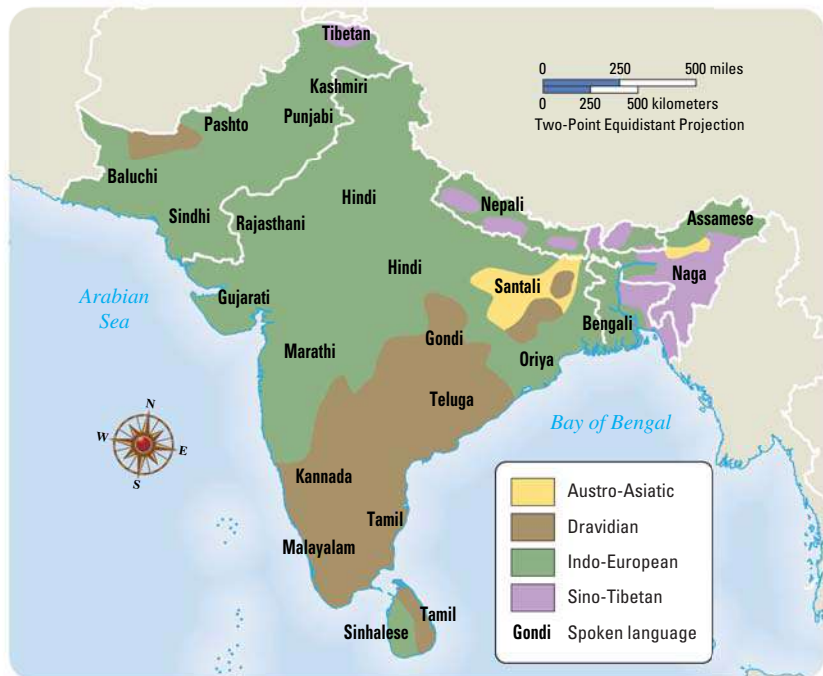 Tibetan
Kashmiri
Pashto
Punjabi
Baluchi
Sindhi
Rajasthani
Hindi
Nepali
Assamese
Hindi
Santali
Naga
Gujarati
Bengali
Marathi
Gondi
Oriya
Teluga
Kannada
Tamil
Malayalam
Sinhalese
Tamil
Arabian
Sea
Bay of Bengal
N
W
E
S
0 250 500 miles
0 250 500 kilometers
Two-Point Equidistant Projection
Austro-Asiatic
Dravidian
Indo-European
Sino-Tibetan
Gondi Spoken language